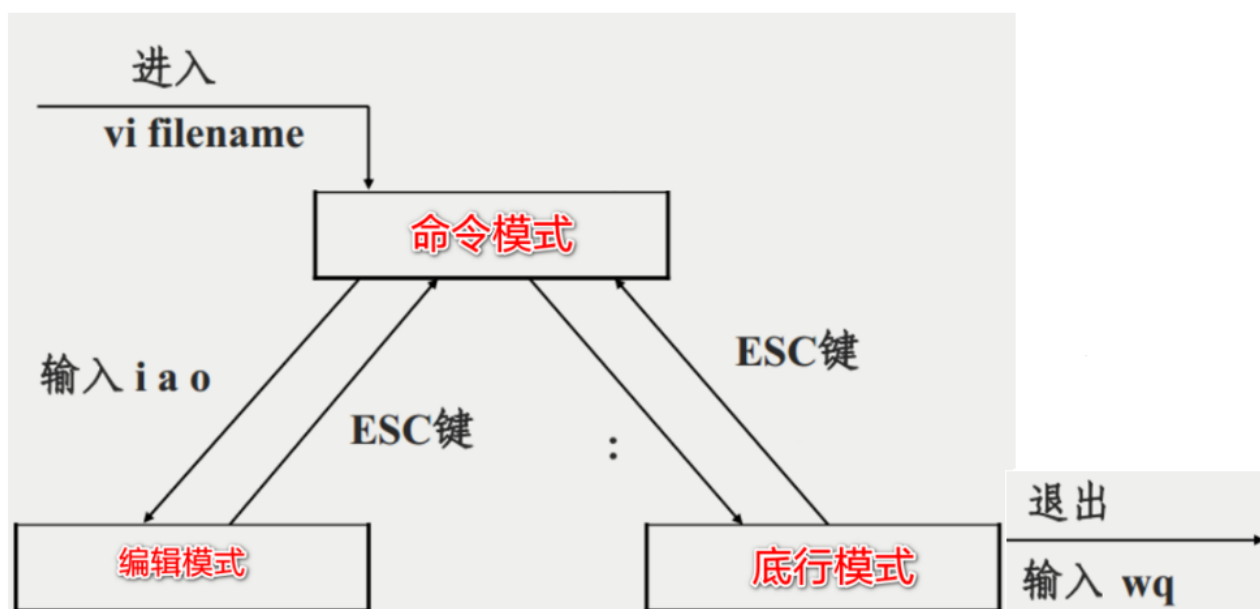 进入
vi filename
命令模式
输入 i a o
ESC键
ESC键
:
编辑模式
底行模式
退出
输入 wq